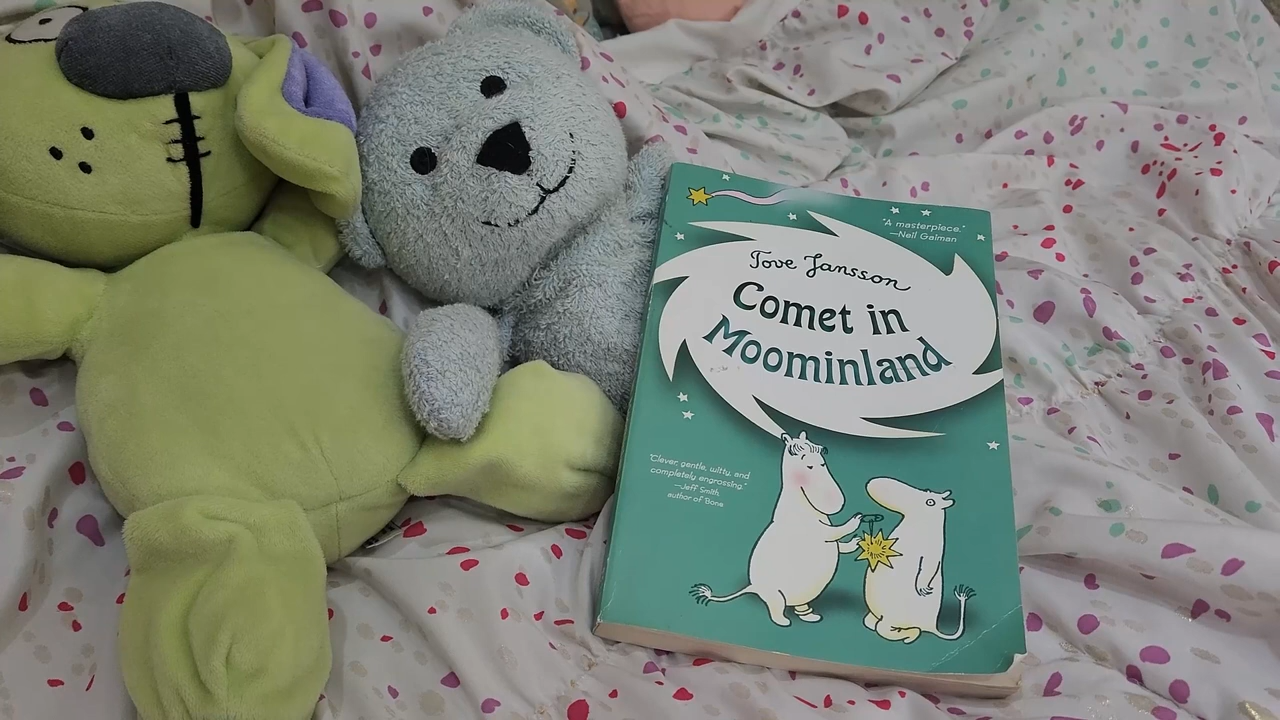 "A masterpiece."
—Neil Gaiman
Tove Jansson
Comet in
Moominland
"Clever, gentle, witty, and
completely engrossing."
—Jeff Smith,
author of Bone